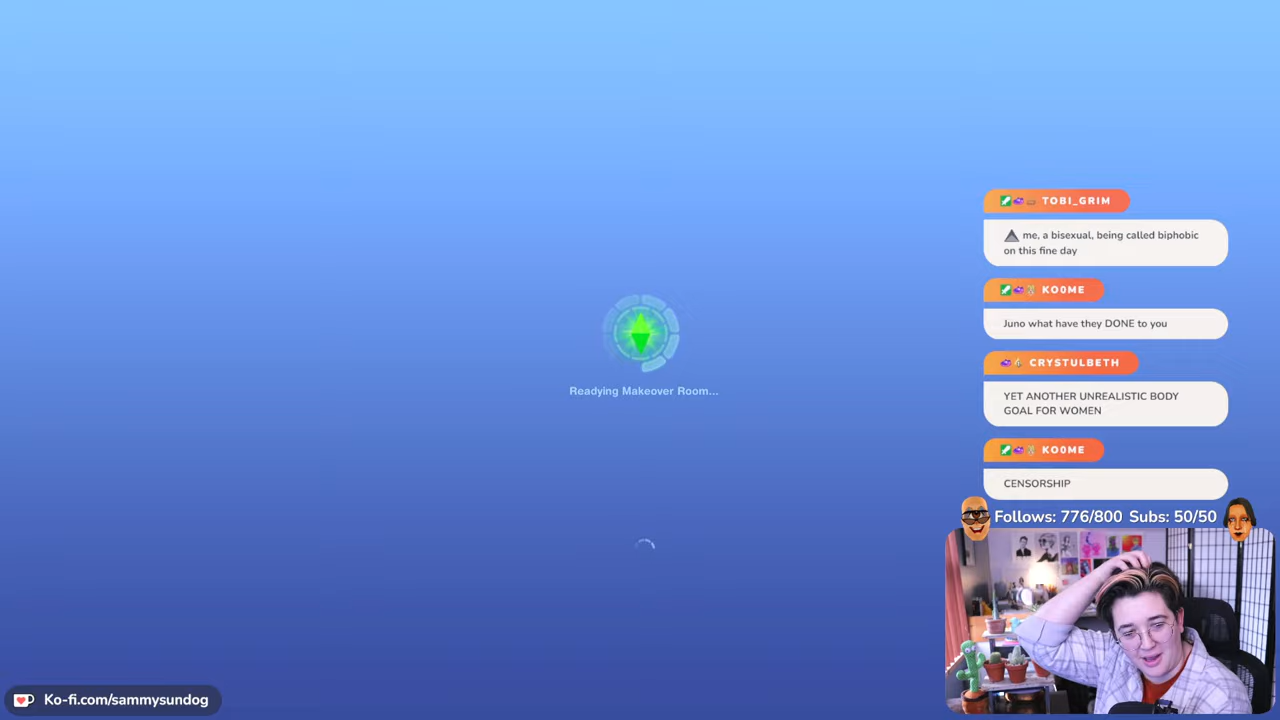 TOBI_GRIM
me, a bisexual, being called biphobic
on this fine day
KO0ME
Juno what have they DONE to you
CRYSTULBETH
YET ANOTHER UNREALISTIC BODY
GOAL FOR WOMEN
KO0ME
CENSORSHIP
Readying Makeover Room...
Follows: 776/800 Subs: 50/50
Ko-fi.com/sammysundog